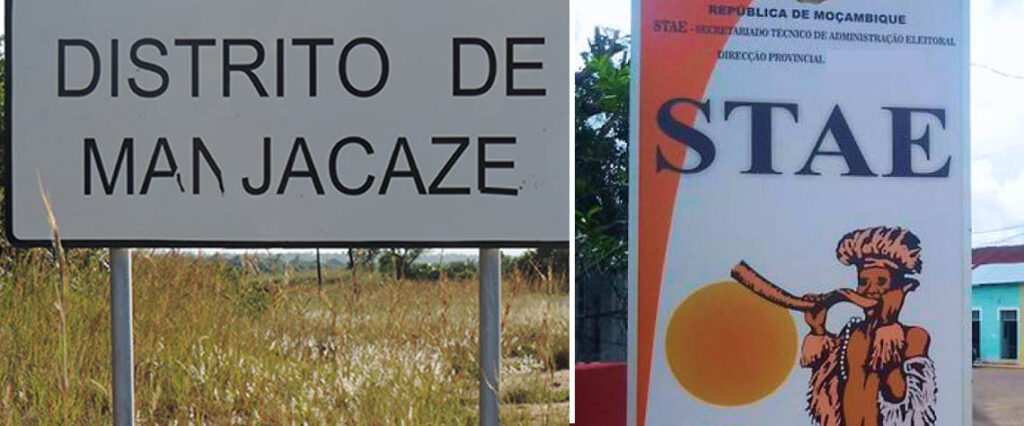 DISTRITO DE
MANJACAZE
REPÚBLICA DE MOÇAMBIQUE
STAE - SECRETARIADO TÉCNICO DE ADMINISTRAÇÃO ELEITORAL
DIRECÇÃO PROVINCIAL
STAE